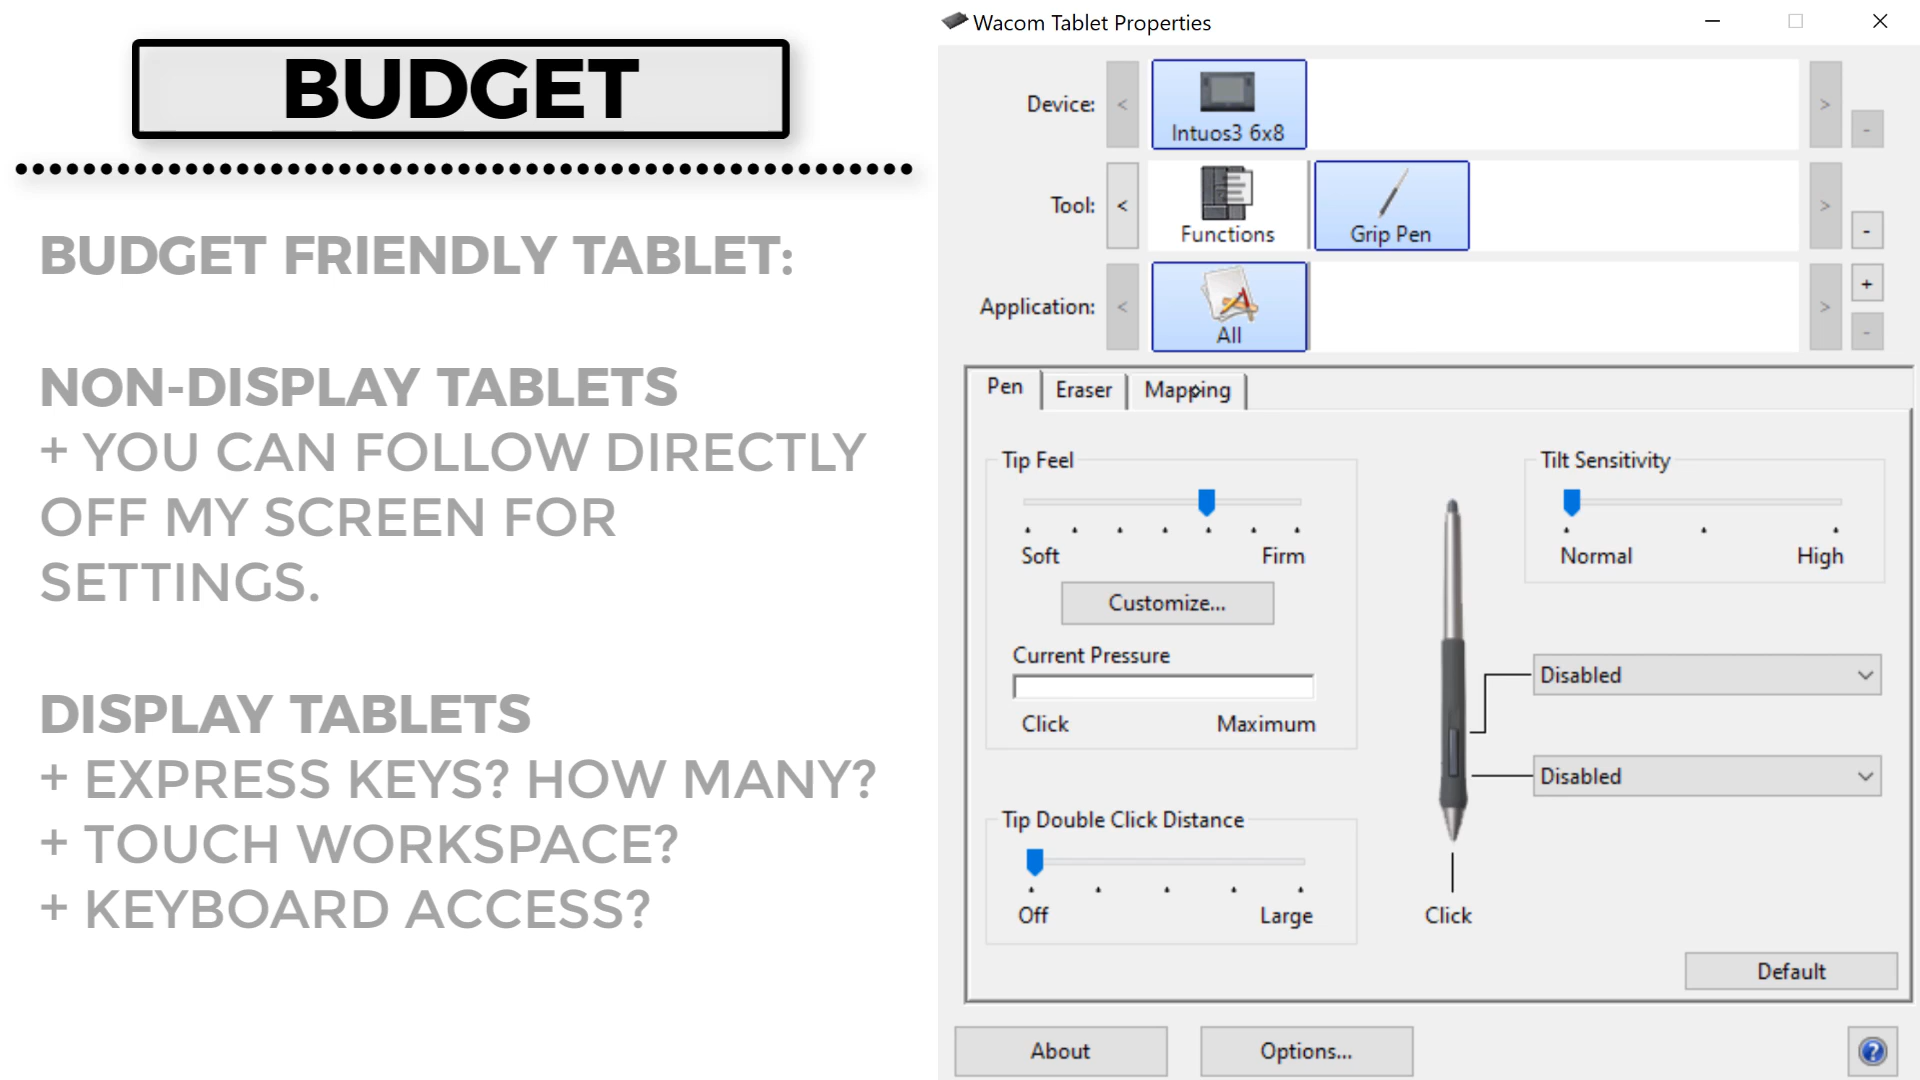 BUDGET
BUDGET FRIENDLY TABLET:
NON-DISPLAY TABLETS
+ YOU CAN FOLLOW DIRECTLY
OFF MY SCREEN FOR
SETTINGS.
DISPLAY TABLETS
+ EXPRESS KEYS? HOW MANY?
+ TOUCH WORKSPACE?
+ KEYBOARD ACCESS?
Wacom Tablet Properties
Device:
<
Intuos3 6x8
>
-
Tool:
<
Functions
Grip Pen
>
-
Application:
<
All
>
+
-
Pen
Eraser
Mapping
Tip Feel
Soft
Firm
Customize...
Current Pressure
Click
Maximum
Tip Double Click Distance
Off
Large
Click
Tilt Sensitivity
Normal
High
Disabled
Disabled
Default
About
Options...
?